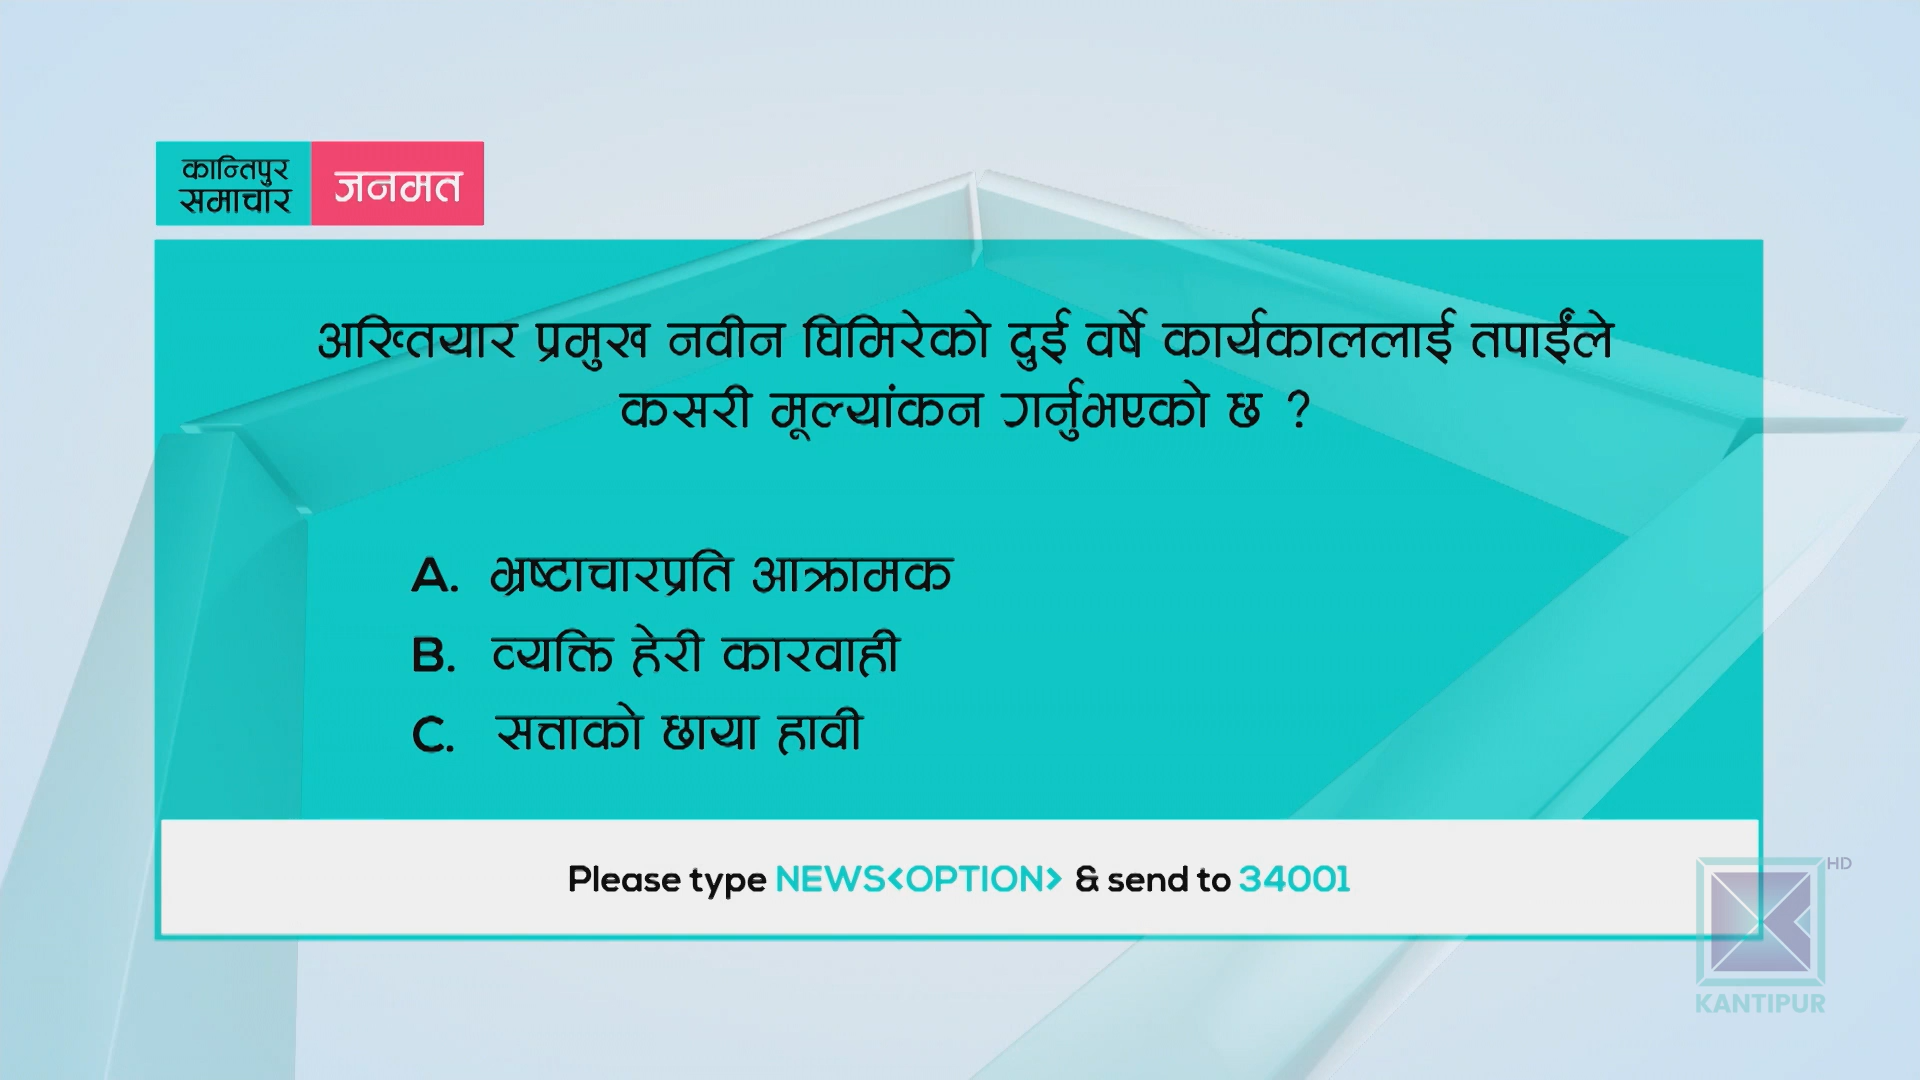 कान्तिपुर
समाचार
जनमत
अख्तियार प्रमुख नवीन घिमिरेको दुई वर्षे कार्यकाललाई तपाईंले
कसरी मूल्यांकन गर्नुभएको छ ?
A. भ्रष्टाचारप्रति आक्रामक
B. व्यक्ति हेरी कारवाही
C. सत्ताको छाया हावी
Please type NEWS<OPTION> & send to 34001
HD
KANTIPUR